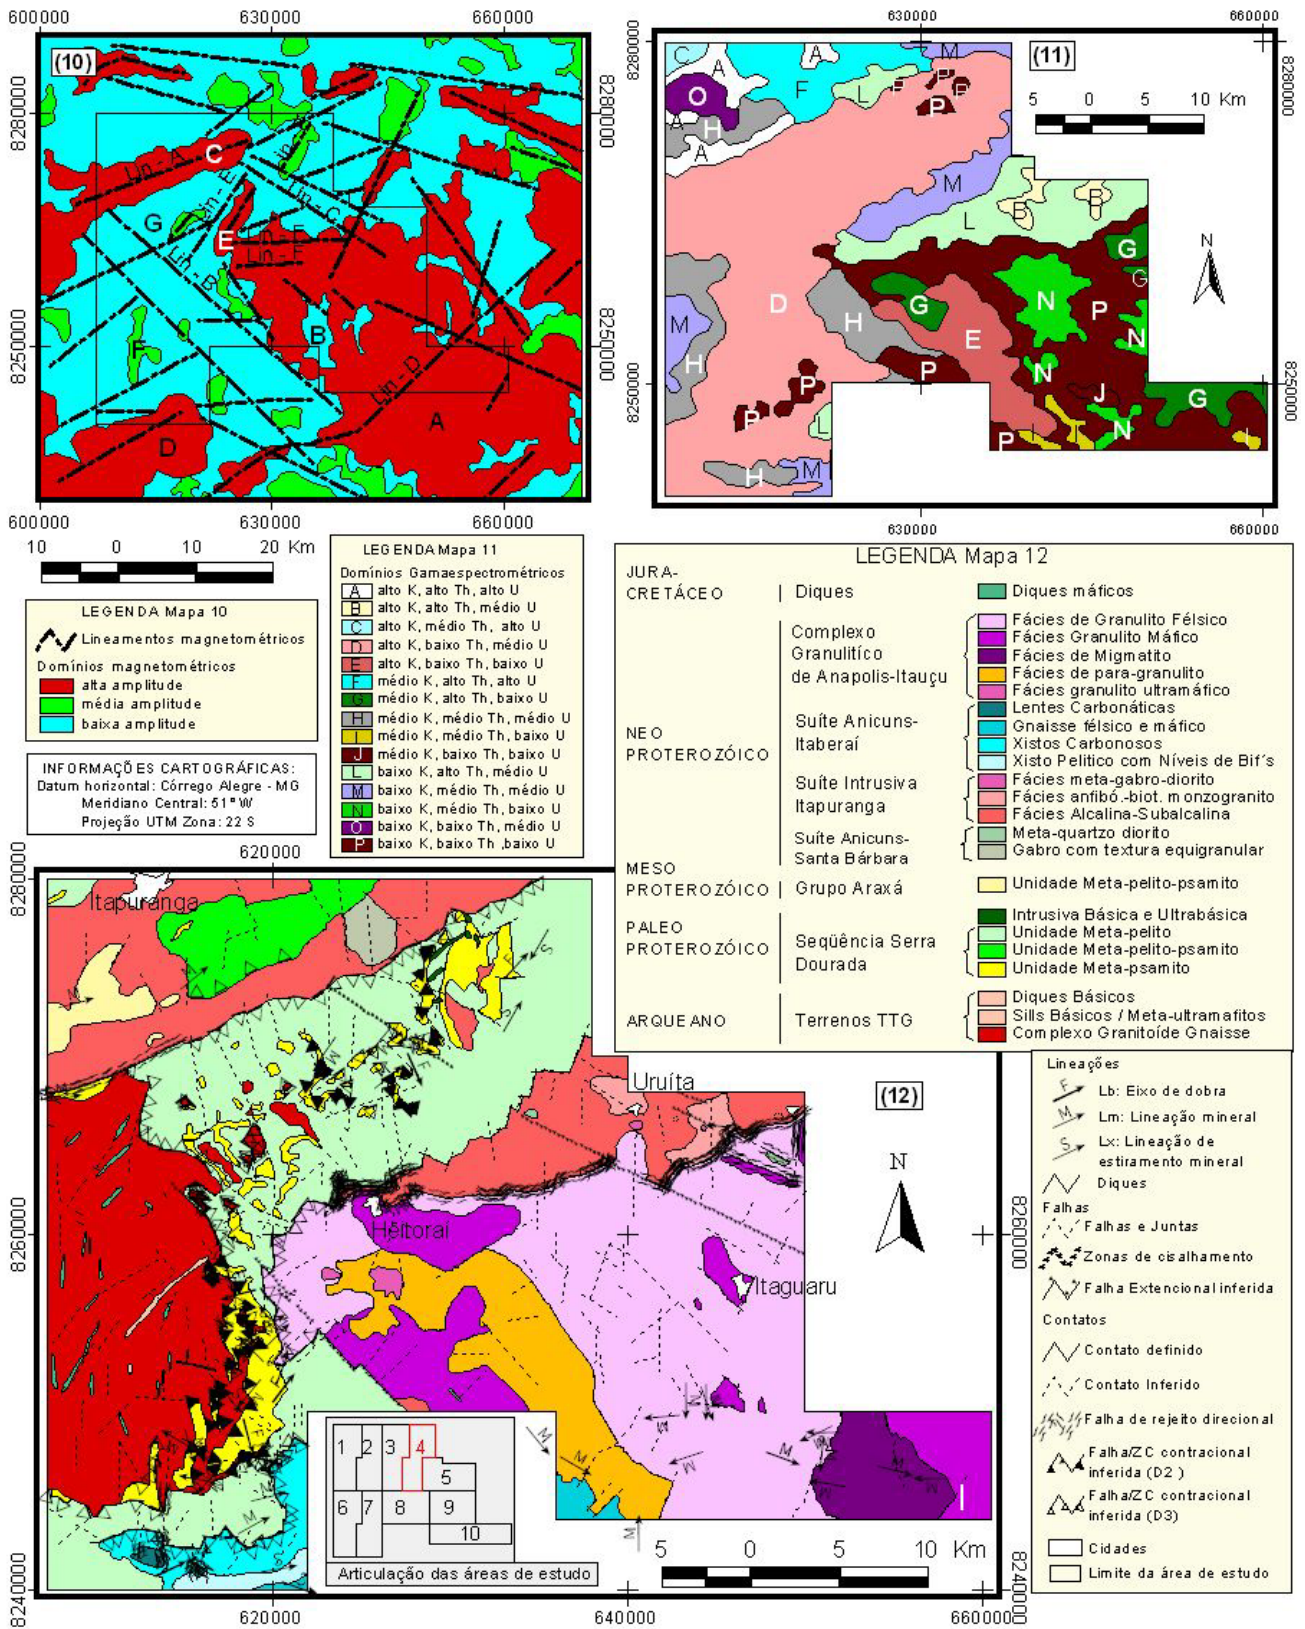 600000 630000 660000
(10)
8280000
8250000
Lin - A
Lin - B
Lin - C
Lin - D
Lin - E
Lin - F
Lin - F
A
B
C
D
E
F
G
600000 630000 660000
10 0 10 20 Km
630000 660000
(11)
8280000
8250000
5 0 5 10 Km
N
C A A M
O F L P P P P
A H A
M L B B
D H G E N P G G
M H P P P L
N J N N G
H M P I I
630000 660000
LEGENDA Mapa 10
Lineamentos magnetométricos
Domínios magnetométricos
alta amplitude
média amplitude
baixa amplitude
INFORMAÇÕES CARTOGRÁFICAS:
Datum horizontal: Córrego Alegre - MG
Meridiano Central: 51° W
Projeção UTM Zona: 22 S
LEGENDA Mapa 11
Domínios Gamaespectrométricos
A alto K, alto Th, alto U
B alto K, alto Th, médio U
C alto K, médio Th, alto U
D alto K, baixo Th, médio U
E alto K, baixo Th, baixo U
F médio K, alto Th, alto U
G médio K, alto Th, baixo U
H médio K, médio Th, médio U
I médio K, médio Th, baixo U
J médio K, baixo Th, baixo U
L baixo K, alto Th, médio U
M baixo K, médio Th, médio U
N baixo K, médio Th, baixo U
O baixo K, baixo Th, médio U
P baixo K, baixo Th ,baixo U
LEGENDA Mapa 12
JURA-
CRETÁCEO
Diques
Diques máficos
NEO
PROTEROZÓICO
Complexo
Granulitíco
de Anapolis-Itauçu
Fácies de Granulito Félsico
Fácies Granulito Máfico
Fácies de Migmatito
Fácies de para-granulito
Fácies granulito ultramáfico
Suíte Anicuns-
Itaberaí
Lentes Carbonáticas
Gnaisse félsico e máfico
Xistos Carbonosos
Xisto Pelitico com Níveis de Bif´s
Suíte Intrusiva
Itapuranga
Fácies meta-gabro-diorito
Fácies anfibó.-biot. monzogranito
Fácies Alcalina-Subalcalina
Suíte Anicuns-
Santa Bárbara
Meta-quartzo diorito
Gabro com textura equigranular
MESO
PROTEROZÓICO
Grupo Araxá
Unidade Meta-pelito-psamito
PALEO
PROTEROZÓICO
Seqüência Serra
Dourada
Intrusiva Básica e Ultrabásica
Unidade Meta-pelito
Unidade Meta-pelito-psamito
Unidade Meta-psamito
ARQUEANO
Terrenos TTG
Diques Básicos
Sills Básicos / Meta-ultramafitos
Complexo Granitoíde Gnaisse
620000
8280000
Itapuranga
Uruíta
(12)
N
Hêitoraí
Itaguaru
8260000
1 2 3 4
5
6 7 8 9
10
Articulação das áreas de estudo
5 0 5 10 Km
8240000
8240000
620000 640000 660000
Lineações
F Lb: Eixo de dobra
M Lm: Lineação mineral
S Lx: Lineação de
estiramento mineral
Diques
Falhas
Falhas e Juntas
Zonas de cisalhamento
Falha Extencional inferida
Contatos
Contato definido
Contato Inferido
Falha de rejeito direcional
Falha/ZC contracional
inferida (D2 )
Falha/ZC contracional
inferida (D3)
Cidades
Limite da área de estudo